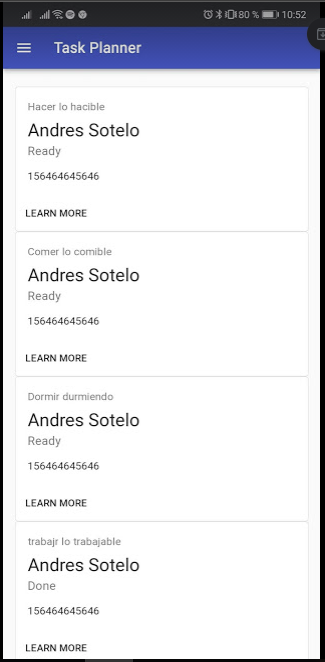 80 % 10:52
Task Planner
Hacer lo hacible
Andres Sotelo
Ready
156464645646
LEARN MORE
Comer lo comible
Andres Sotelo
Ready
156464645646
LEARN MORE
Dormir durmiendo
Andres Sotelo
Ready
156464645646
LEARN MORE
trabajr lo trabajable
Andres Sotelo
Done
156464645646
LEARN MORE